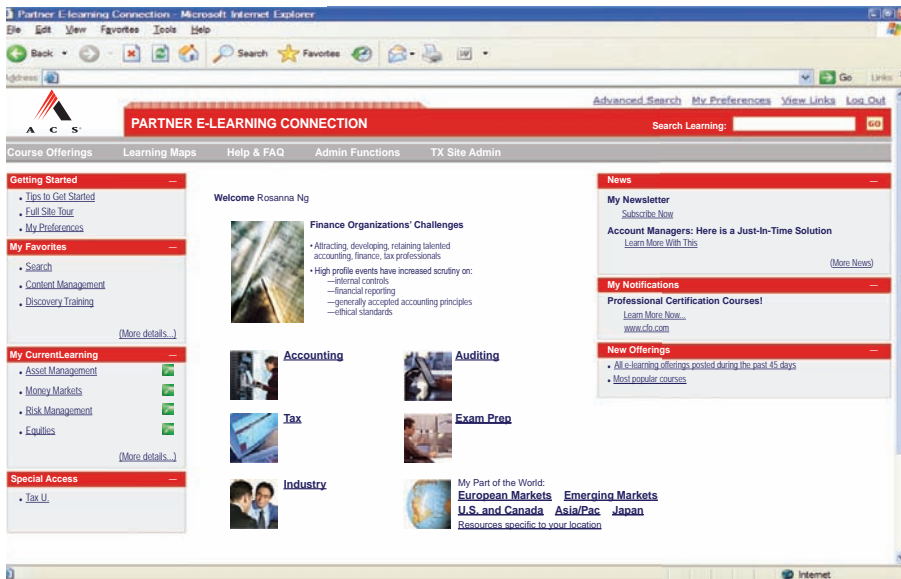 Partner E-learning Connection - Microsoft Internet Explorer
File Edit View Favorites Tools Help
Back Search Favorites
Address Go Links
ACS
Advanced Search My Preferences View Links Log Out
PARTNER E-LEARNING CONNECTION
Search Learning: GO
Course Offerings Learning Maps Help & FAQ Admin Functions TX Site Admin
Getting Started
• Tips to Get Started
• Full Site Tour
• My Preferences
My Favorites
• Search
• Content Management
• Discovery Training
(More details...)
My CurrentLearning
• Asset Management
• Money Markets
• Risk Management
• Equities
(More details...)
Special Access
• Tax U.
Welcome Rosanna Ng
Finance Organizations' Challenges
• Attracting, developing, retaining talented
accounting, finance, tax professionals
• High profile events have increased scrutiny on:
—internal controls
—financial reporting
—generally accepted accounting principles
—ethical standards
Accounting
Auditing
Tax
Exam Prep
Industry
My Part of the World:
European Markets Emerging Markets
U.S. and Canada Asia/Pac Japan
Resources specific to your location
News
My Newsletter
Subscribe Now
Account Managers: Here is a Just-In-Time Solution
Learn More With This
(More News)
My Notifications
Professional Certification Courses!
Learn More Now...
www.cfo.com
New Offerings
• All e-learning offerings posted during the past 45 days
• Most popular courses
Internet